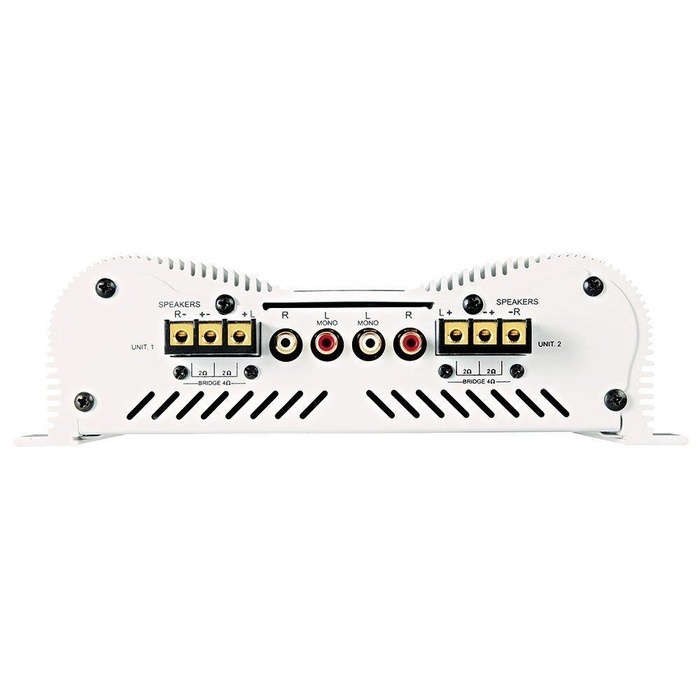 SPEAKERS
R- +- +L
UNIT. 1
2Ω 2Ω
BRIDGE 4Ω
R L L R
MONO MONO
SPEAKERS
L+ -+ -R
UNIT. 2
2Ω 2Ω
BRIDGE 4Ω